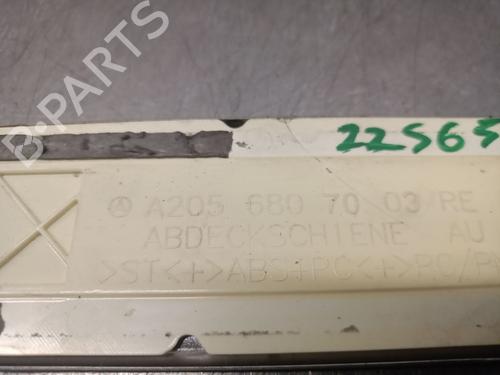 B-PARTS
22565
A205 680 70 03/RE
ABDECKSCHIENE AU
>ST<+>ABS+PC<+>PC/P